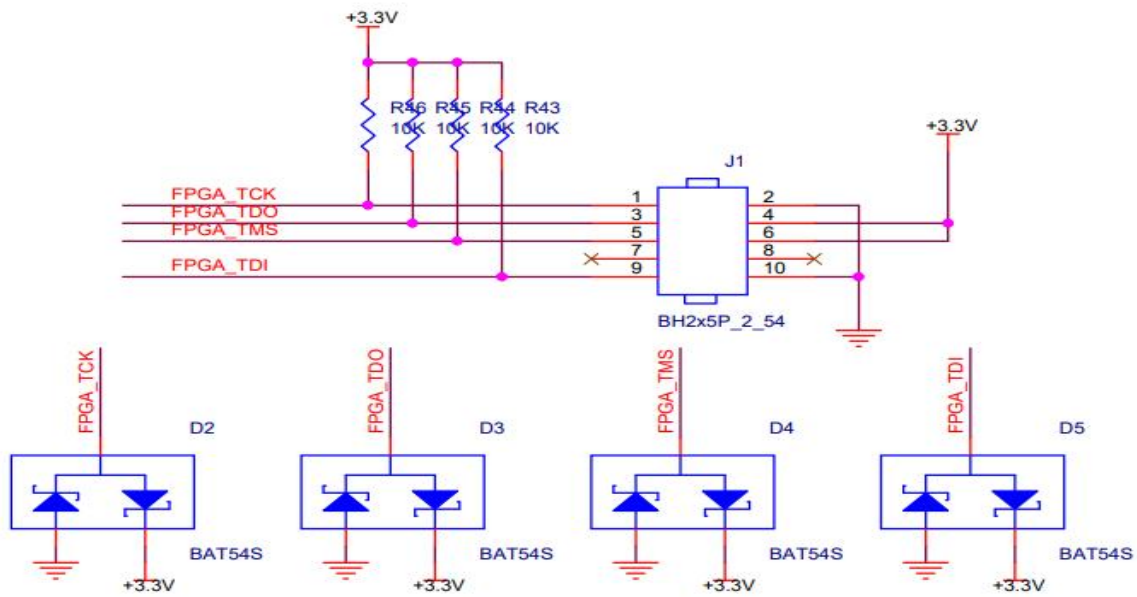 +3.3V
R46 R45 R44 R43
10K 10K 10K 10K
+3.3V
J1
FPGA_TCK 1 2
FPGA_TDO 3 4
FPGA_TMS 5 6
7 8
FPGA_TDI 9 10
BH2x5P_2_54
FPGA_TCK FPGA_TDO FPGA_TMS FPGA_TDI
D2 D3 D4 D5
BAT54S BAT54S BAT54S BAT54S
+3.3V +3.3V +3.3V +3.3V